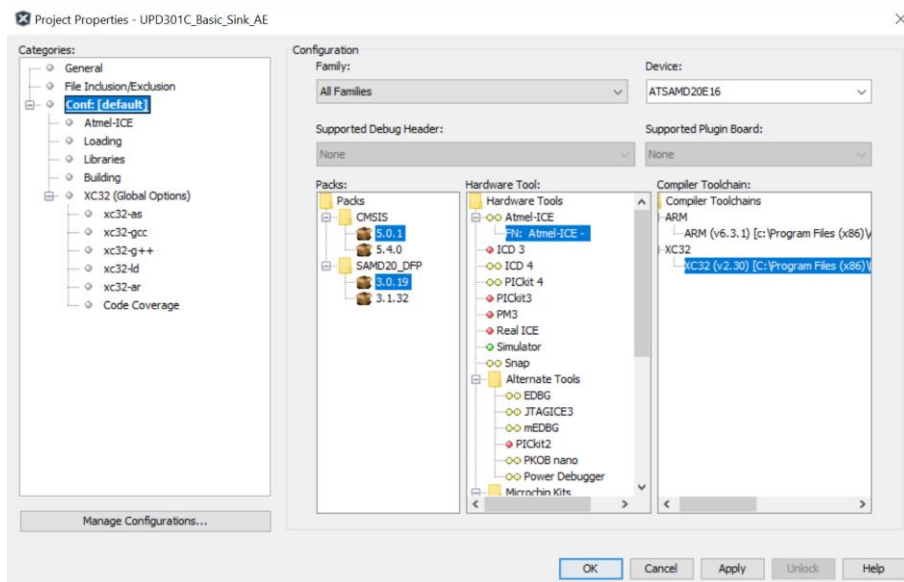 Project Properties - UPD301C_Basic_Sink_AE
Categories:
General
File Inclusion/Exclusion
Conf: [default]
Atmel-ICE
Loading
Libraries
Building
XC32 (Global Options)
xc32-as
xc32-gcc
xc32-g++
xc32-ld
xc32-ar
Code Coverage
Manage Configurations...
Configuration
Family:
All Families
Device:
ATSAMD20E16
Supported Debug Header:
None
Supported Plugin Board:
None
Packs:
Packs
CMSIS
5.0.1
5.4.0
SAMD20_DFP
3.0.19
3.1.32
Hardware Tool:
Hardware Tools
Atmel-ICE
FN: Atmel-ICE -
ICD 3
ICD 4
PICkit 4
PICkit3
PM3
Real ICE
Simulator
Snap
Alternate Tools
EDBG
JTAGICE3
mEDBG
PICkit2
PKOB nano
Power Debugger
Microchip Kits
Compiler Toolchain:
Compiler Toolchains
ARM
ARM (v6.3.1) [c:\Program Files (x86)\
XC32
XC32 (v2.30) [C:\Program Files (x86)\
OK
Cancel
Apply
Unlock
Help